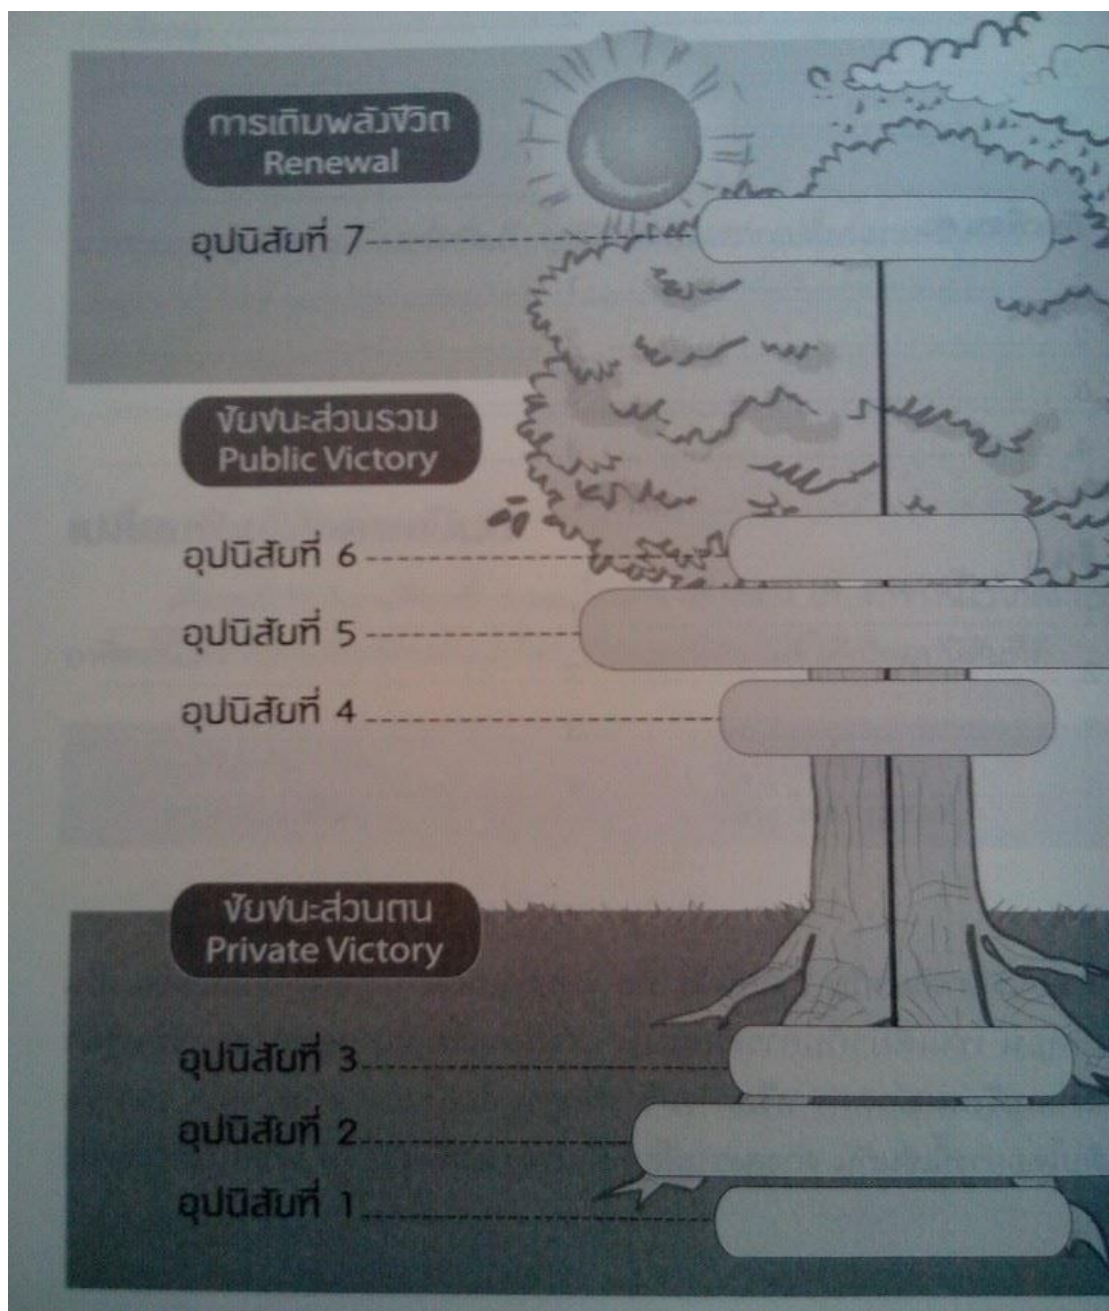 การเติมพลังชีวิต
Renewal
อุปนิสัยที่ 7
ชัยชนะส่วนรวม
Public Victory
อุปนิสัยที่ 6
อุปนิสัยที่ 5
อุปนิสัยที่ 4
ชัยชนะส่วนตน
Private Victory
อุปนิสัยที่ 3
อุปนิสัยที่ 2
อุปนิสัยที่ 1